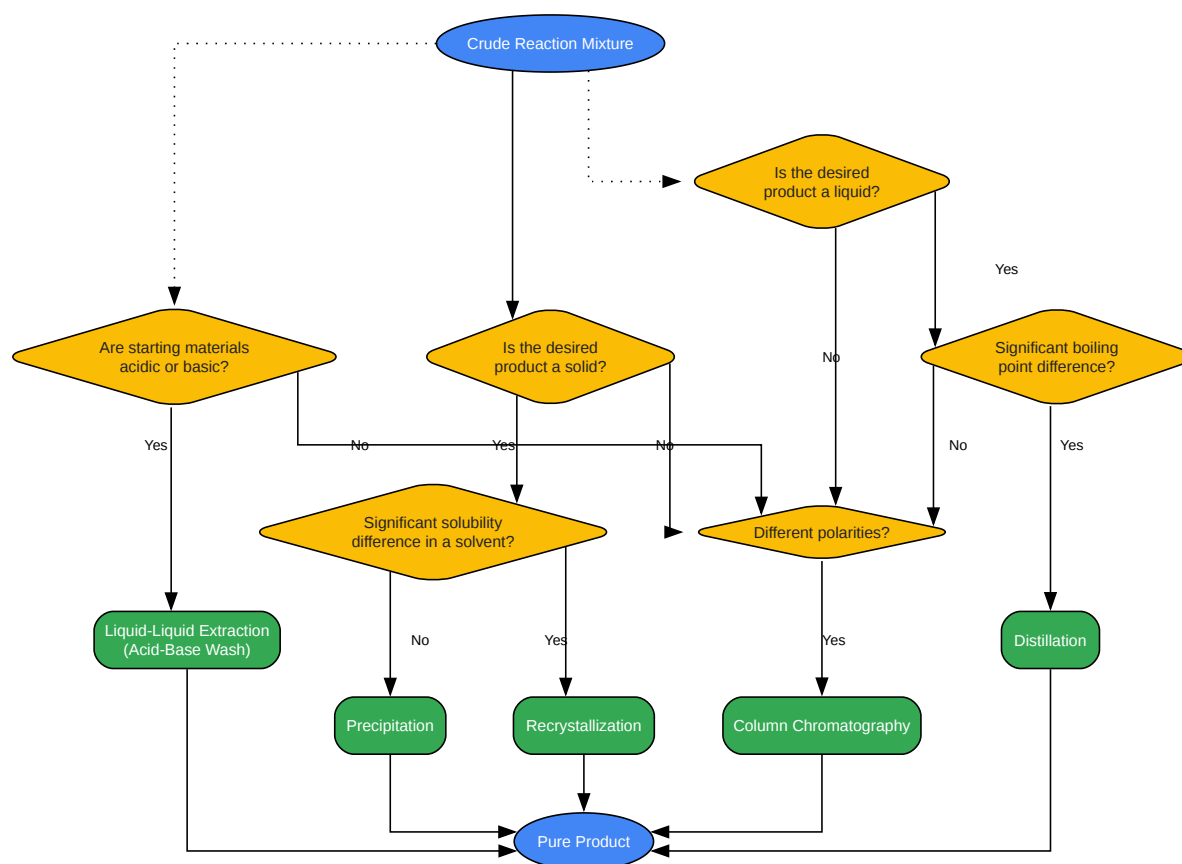 Crude Reaction Mixture
Is the desired
product a liquid?
Yes
Are starting materials
acidic or basic?
Is the desired
product a solid?
No
Significant boiling
point difference?
Yes
No
Yes
No
No
Yes
Significant solubility
difference in a solvent?
Different polarities?
Liquid-Liquid Extraction
(Acid-Base Wash)
No
Yes
Yes
Distillation
Precipitation
Recrystallization
Column Chromatography
Pure Product